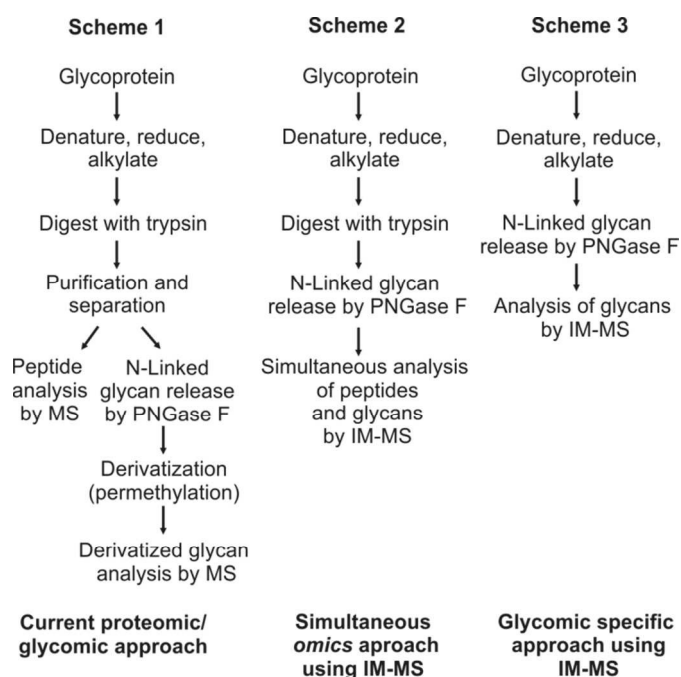 Scheme 1
Glycoprotein
Denature, reduce,
alkylate
Digest with trypsin
Purification and
separation
Peptide
analysis
by MS
N-Linked
glycan release
by PNGase F
Derivatization
(permethylation)
Derivatized glycan
analysis by MS
Current proteomic/
glycomic approach
Scheme 2
Glycoprotein
Denature, reduce,
alkylate
Digest with trypsin
N-Linked glycan
release by PNGase F
Simultaneous analysis
of peptides
and glycans
by IM-MS
Simultaneous
omics aproach
using IM-MS
Scheme 3
Glycoprotein
Denature, reduce,
alkylate
N-Linked glycan
release by PNGase F
Analysis of glycans
by IM-MS
Glycomic specific
approach using
IM-MS